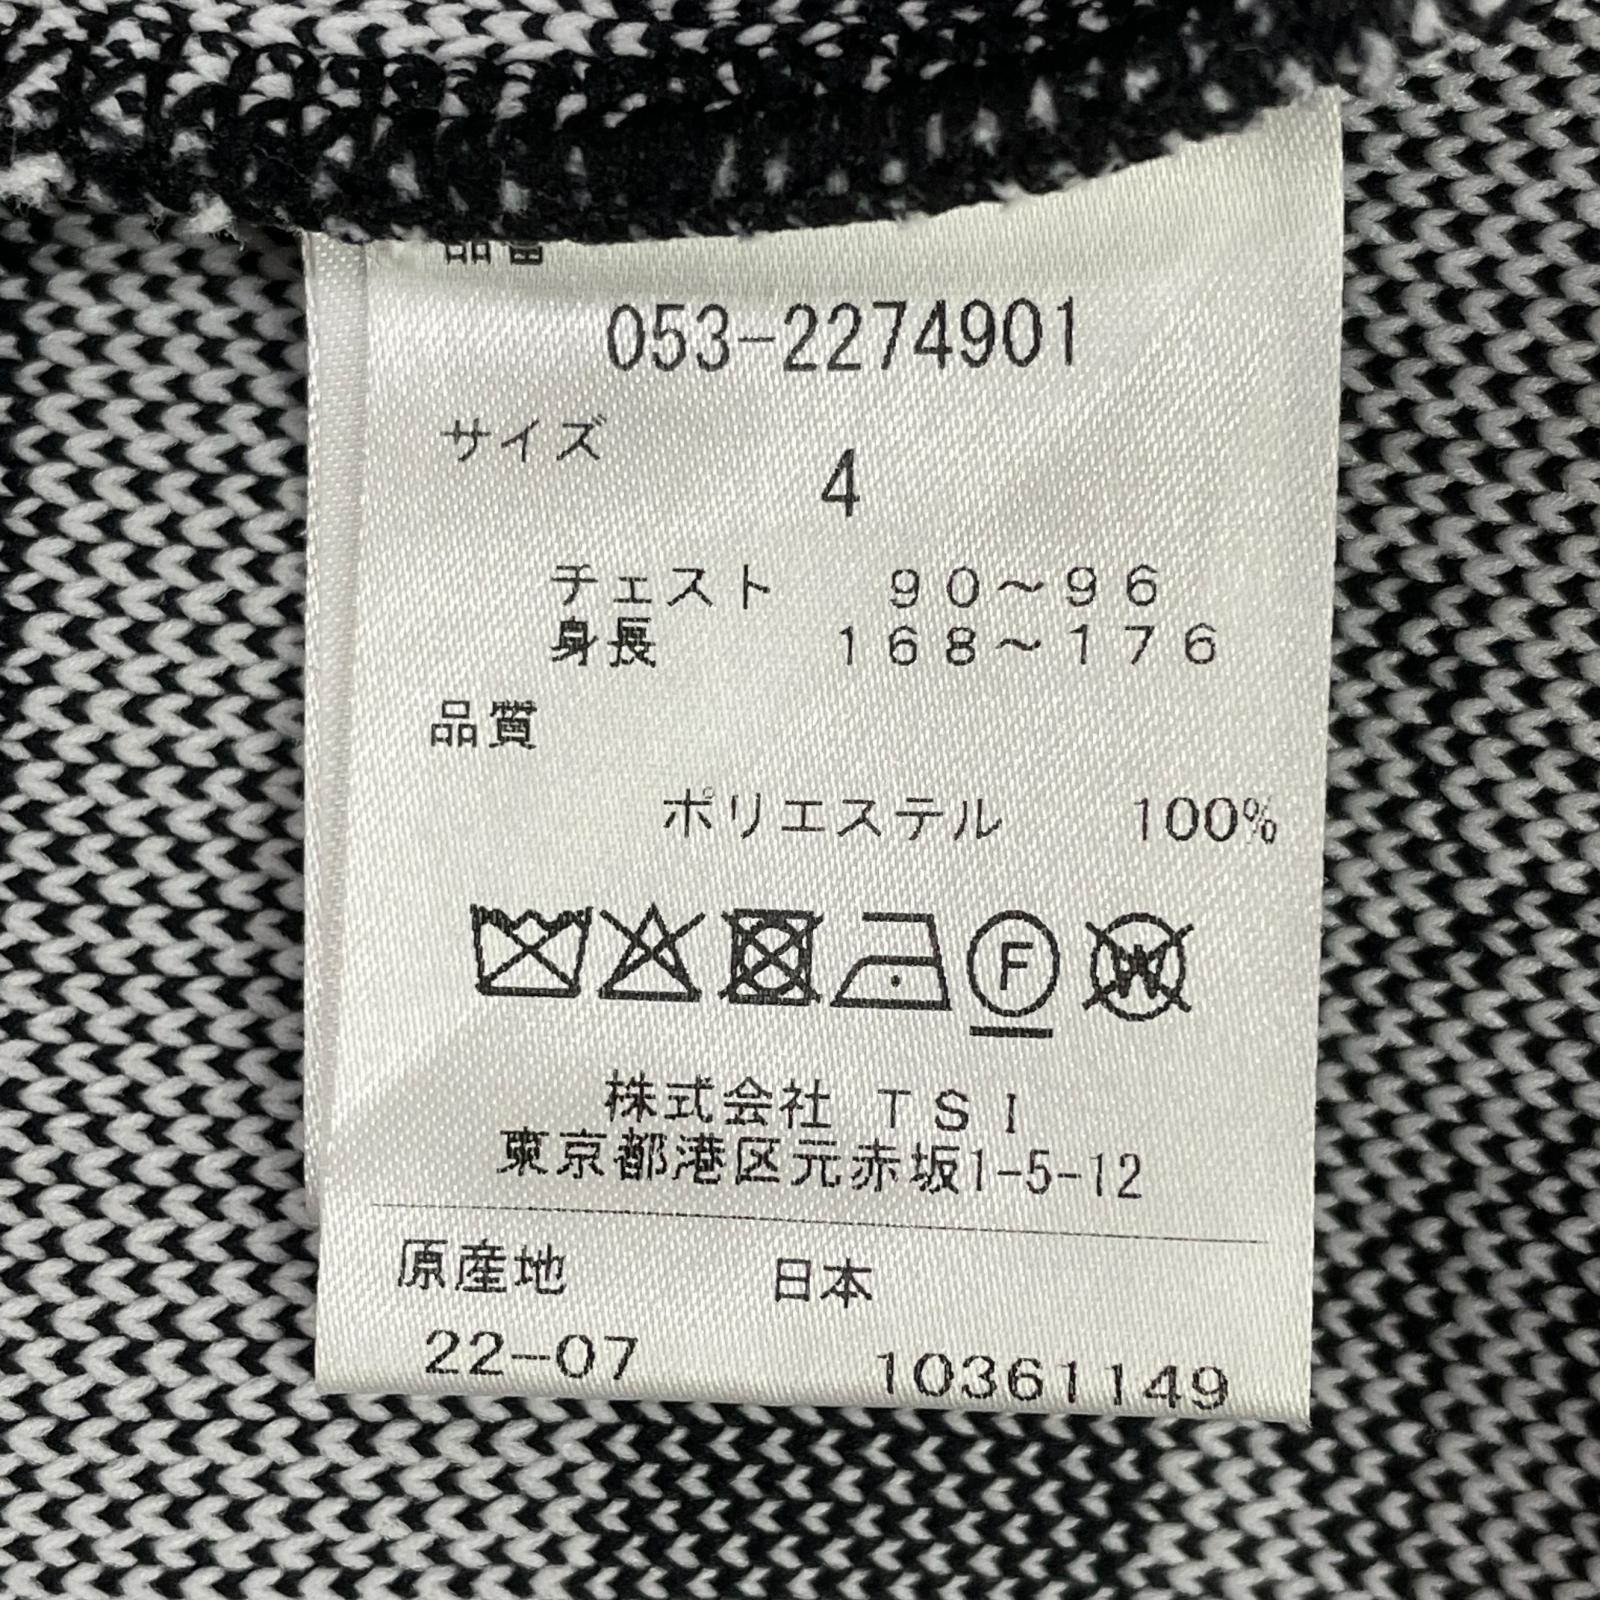 品番
053-2274901
サイズ
4
チェスト 90〜96
身長 168〜176
品質
ポリエステル 100%
F W
株式会社 TSI
東京都港区元赤坂1-5-12
原産地 日本
22-07 10361149